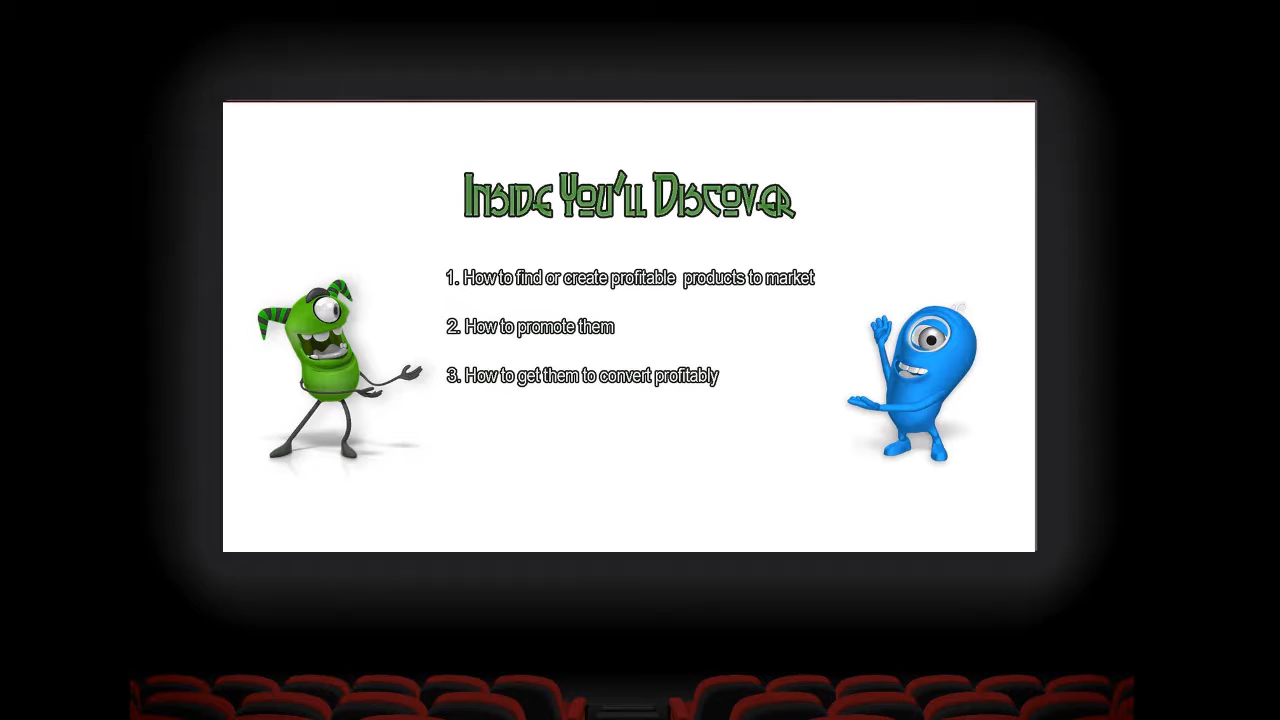 Inside You'll Discover
1. How to find or create profitable products to market
2. How to promote them
3. How to get them to convert profitably